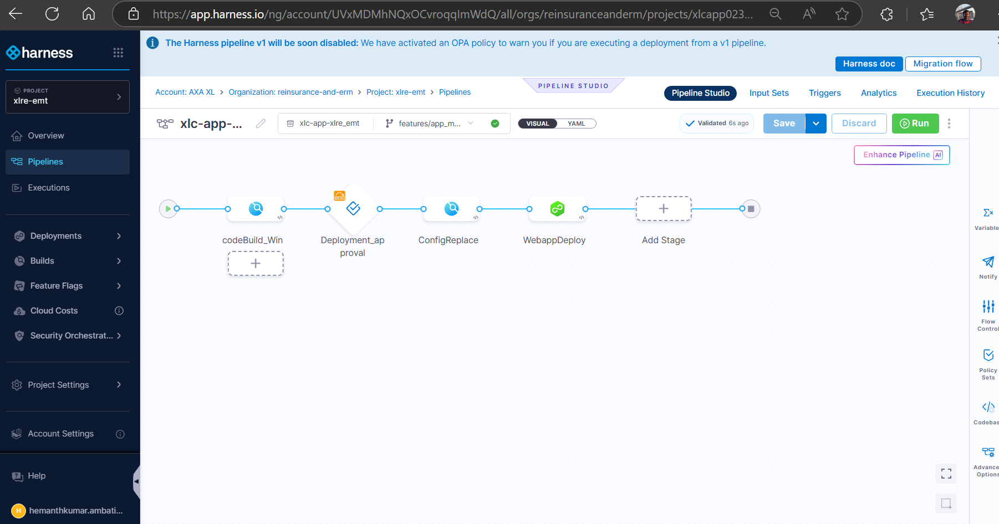 https://app.harness.io/ng/account/UVxMDMhNQxOCvroqqImWdQ/all/orgs/reinsuranceanderm/projects/xlcapp023...
harness
The Harness pipeline v1 will be soon disabled: We have activated an OPA policy to warn you if you are executing a deployment from a v1 pipeline.
Harness doc
Migration flow
PROJECT
xlre-emt
Account: AXA XL > Organization: reinsurance-and-erm > Project: xlre-emt > Pipelines
PIPELINE STUDIO
Pipeline Studio
Input Sets
Triggers
Analytics
Execution History
xlc-app-...
xlc-app-xlre_emt
features/app_m...
VISUAL
YAML
Validated 6s ago
Save
Discard
Run
Enhance Pipeline AI
Overview
Pipelines
Executions
Deployments
Builds
Feature Flags
Cloud Costs
Security Orchestrat...
Project Settings
Account Settings
Help
H
hemanthkumar.ambati...
codeBuild_Win
Deployment_ap
proval
ConfigReplace
WebappDeploy
Add Stage
Variable
Notify
Flow
Control
Policy
Sets
Codebas
Advance
Options